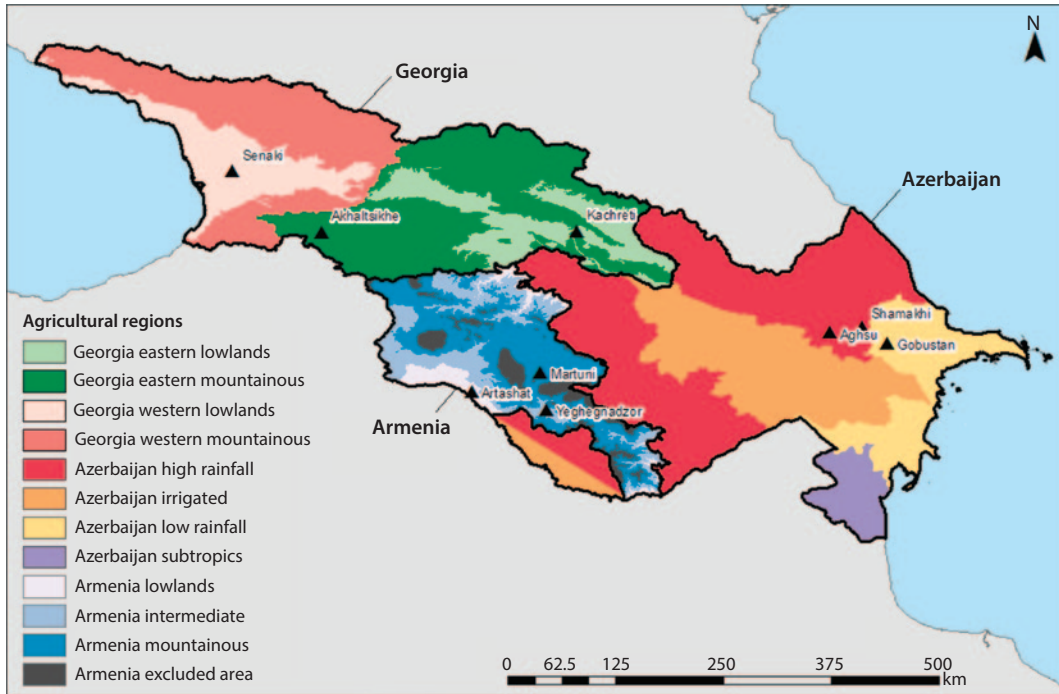 N
Georgia
Senaki
Azerbaijan
Kachreti
Akhaltsikhe
Shamakhi
Aghsu
Gobustan
Martuni
Artashat
Yeghegnadzor
Armenia
Agricultural regions
Georgia eastern lowlands
Georgia eastern mountainous
Georgia western lowlands
Georgia western mountainous
Azerbaijan high rainfall
Azerbaijan irrigated
Azerbaijan low rainfall
Azerbaijan subtropics
Armenia lowlands
Armenia intermediate
Armenia mountainous
Armenia excluded area
0 62.5 125 250 375 500
km